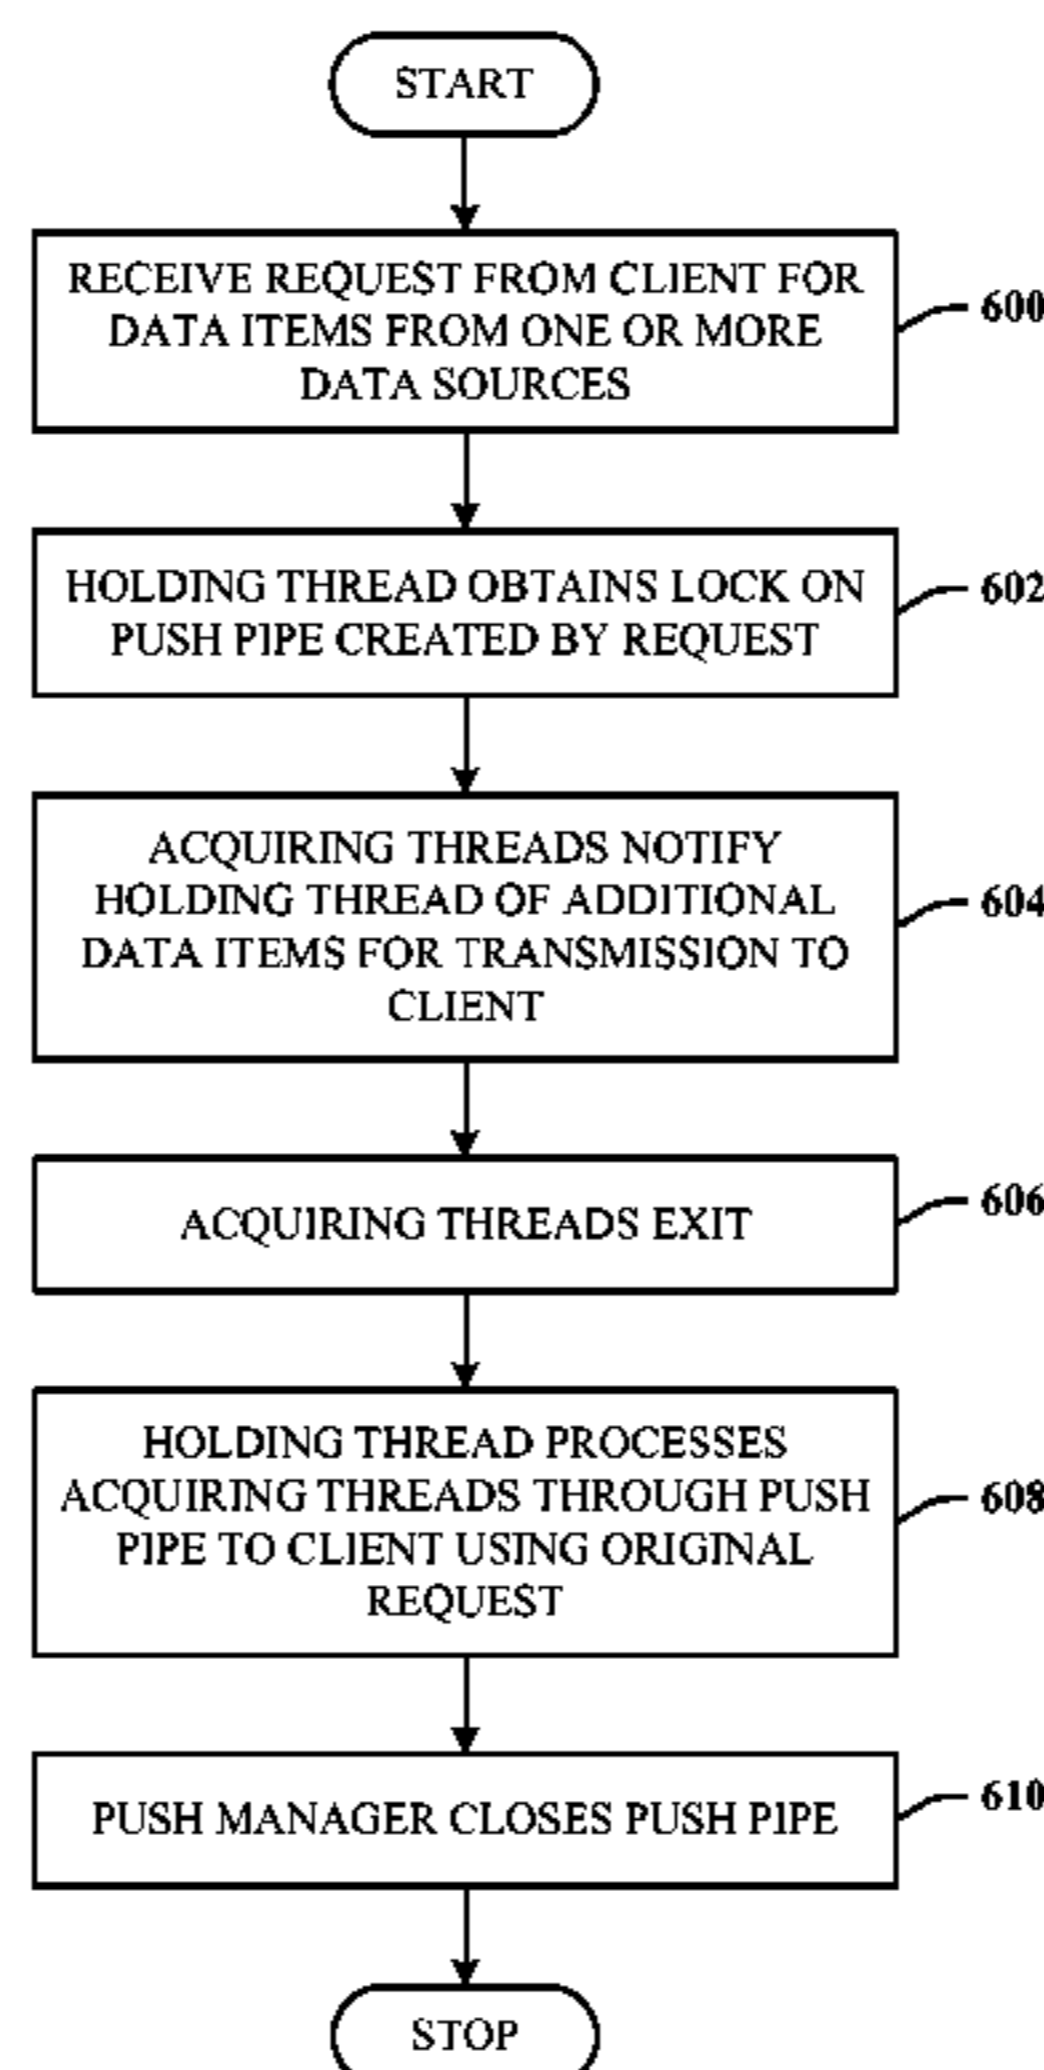 START
RECEIVE REQUEST FROM CLIENT FOR
DATA ITEMS FROM ONE OR MORE
DATA SOURCES
600
HOLDING THREAD OBTAINS LOCK ON
PUSH PIPE CREATED BY REQUEST
602
ACQUIRING THREADS NOTIFY
HOLDING THREAD OF ADDITIONAL
DATA ITEMS FOR TRANSMISSION TO
CLIENT
604
ACQUIRING THREADS EXIT
606
HOLDING THREAD PROCESSES
ACQUIRING THREADS THROUGH PUSH
PIPE TO CLIENT USING ORIGINAL
REQUEST
608
PUSH MANAGER CLOSES PUSH PIPE
610
STOP